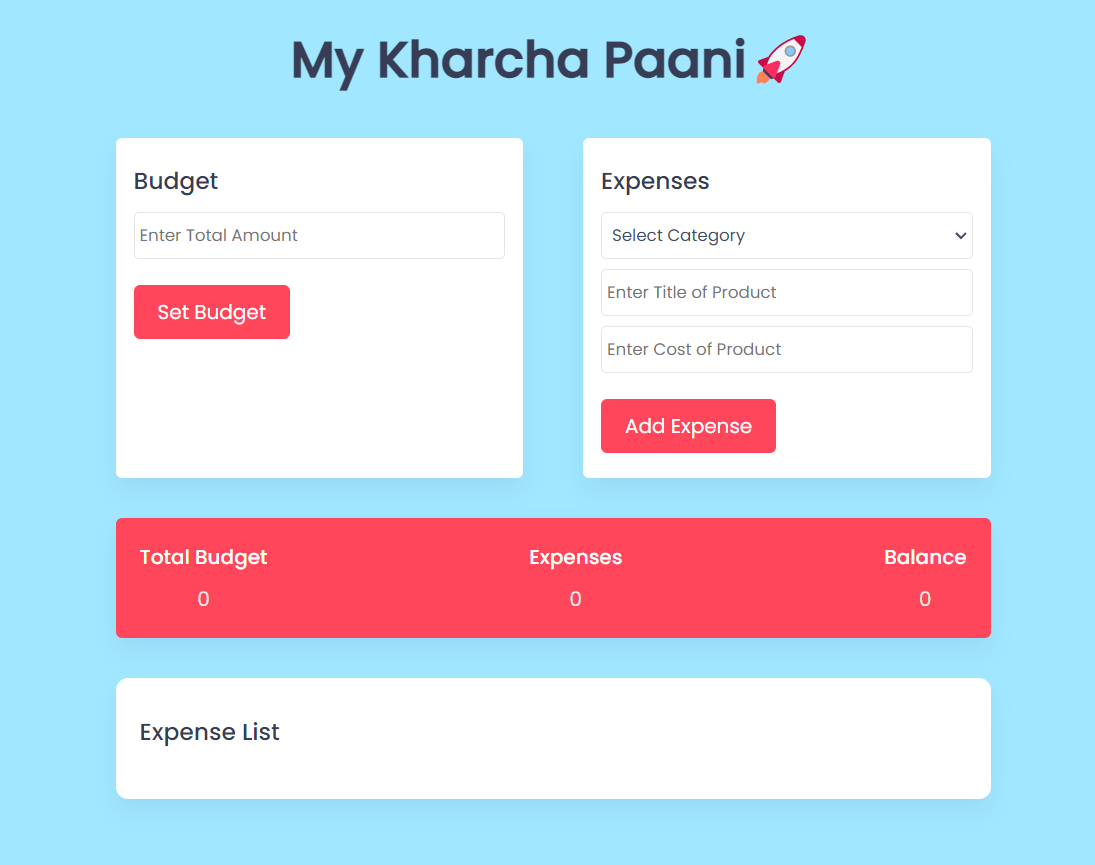 My Kharcha Paani🚀
Budget
Enter Total Amount
Set Budget
Expenses
Select Category
Enter Title of Product
Enter Cost of Product
Add Expense
Total Budget
0
Expenses
0
Balance
0
Expense List